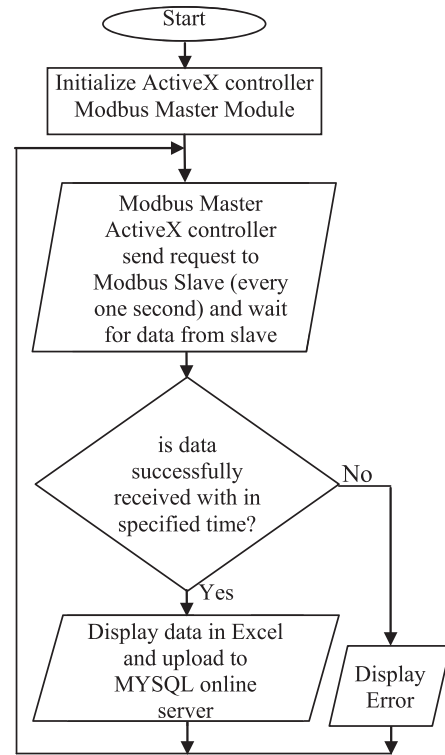 Start
Initialize ActiveX controller
Modbus Master Module
Modbus Master
ActiveX controller
send request to
Modbus Slave (every
one second) and wait
for data from slave
is data
successfully
received with in
specified time?
No
Yes
Display data in Excel
and upload to
MYSQL online
server
Display
Error